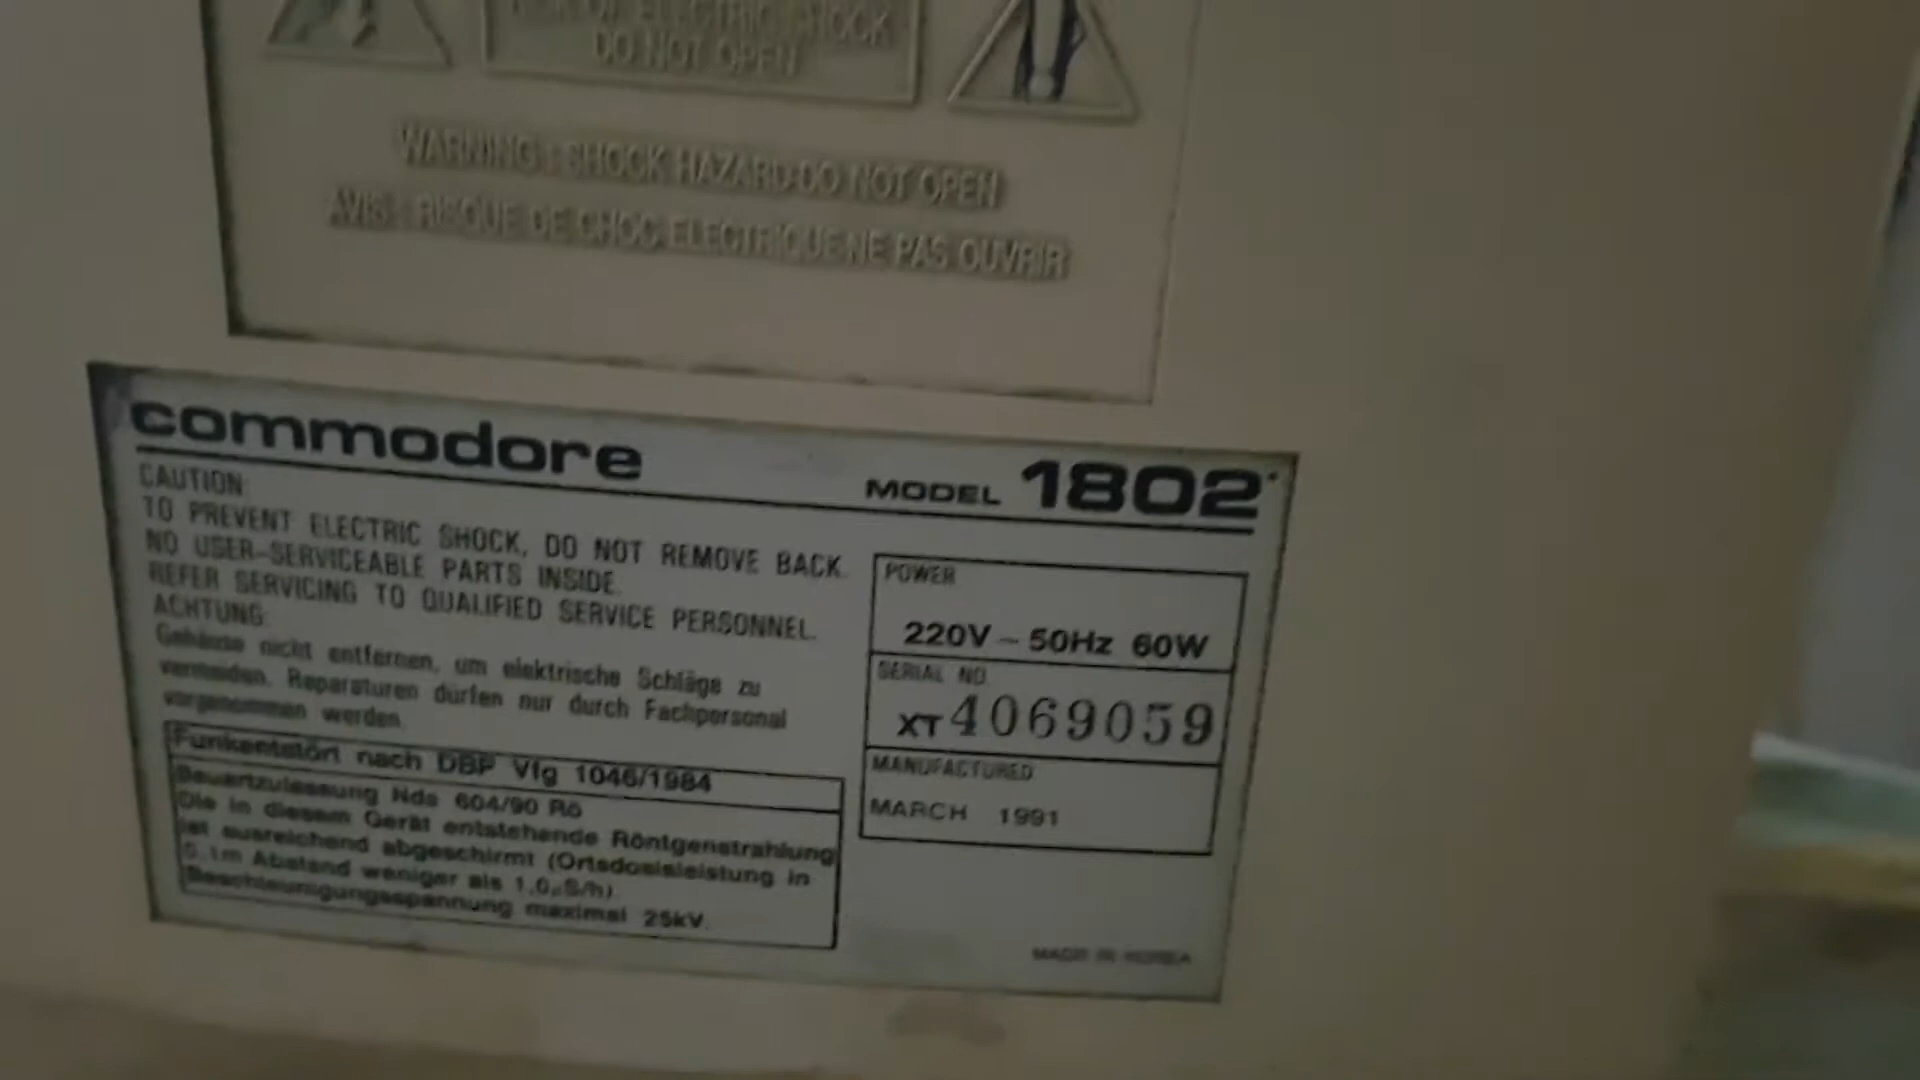 RISK OF ELECTRIC SHOCK
DO NOT OPEN
WARNING : SHOCK HAZARD-DO NOT OPEN
AVIS : RISQUE DE CHOC ELECTRIQUE-NE PAS OUVRIR
commodore
MODEL 1802
CAUTION:
TO PREVENT ELECTRIC SHOCK, DO NOT REMOVE BACK.
NO USER-SERVICEABLE PARTS INSIDE.
REFER SERVICING TO QUALIFIED SERVICE PERSONNEL.
ACHTUNG:
Gehäuse nicht entfernen, um elektrische Schläge zu
vermeiden. Reparaturen dürfen nur durch Fachpersonal
vorgenommen werden.
Funkentstört nach DBP Vfg 1046/1984
Bauartzulassung Nds 604/90 Rö
Die in diesem Gerät entstehende Röntgenstrahlung
ist ausreichend abgeschirmt (Ortsdosisleistung in
0,1m Abstand weniger als 1,0µS/h).
Beschleunigungsspannung maximal 25kV.
POWER
220V ~ 50Hz 60W
SERIAL NO.
XT 4069059
MANUFACTURED
MARCH 1991
MADE IN KOREA